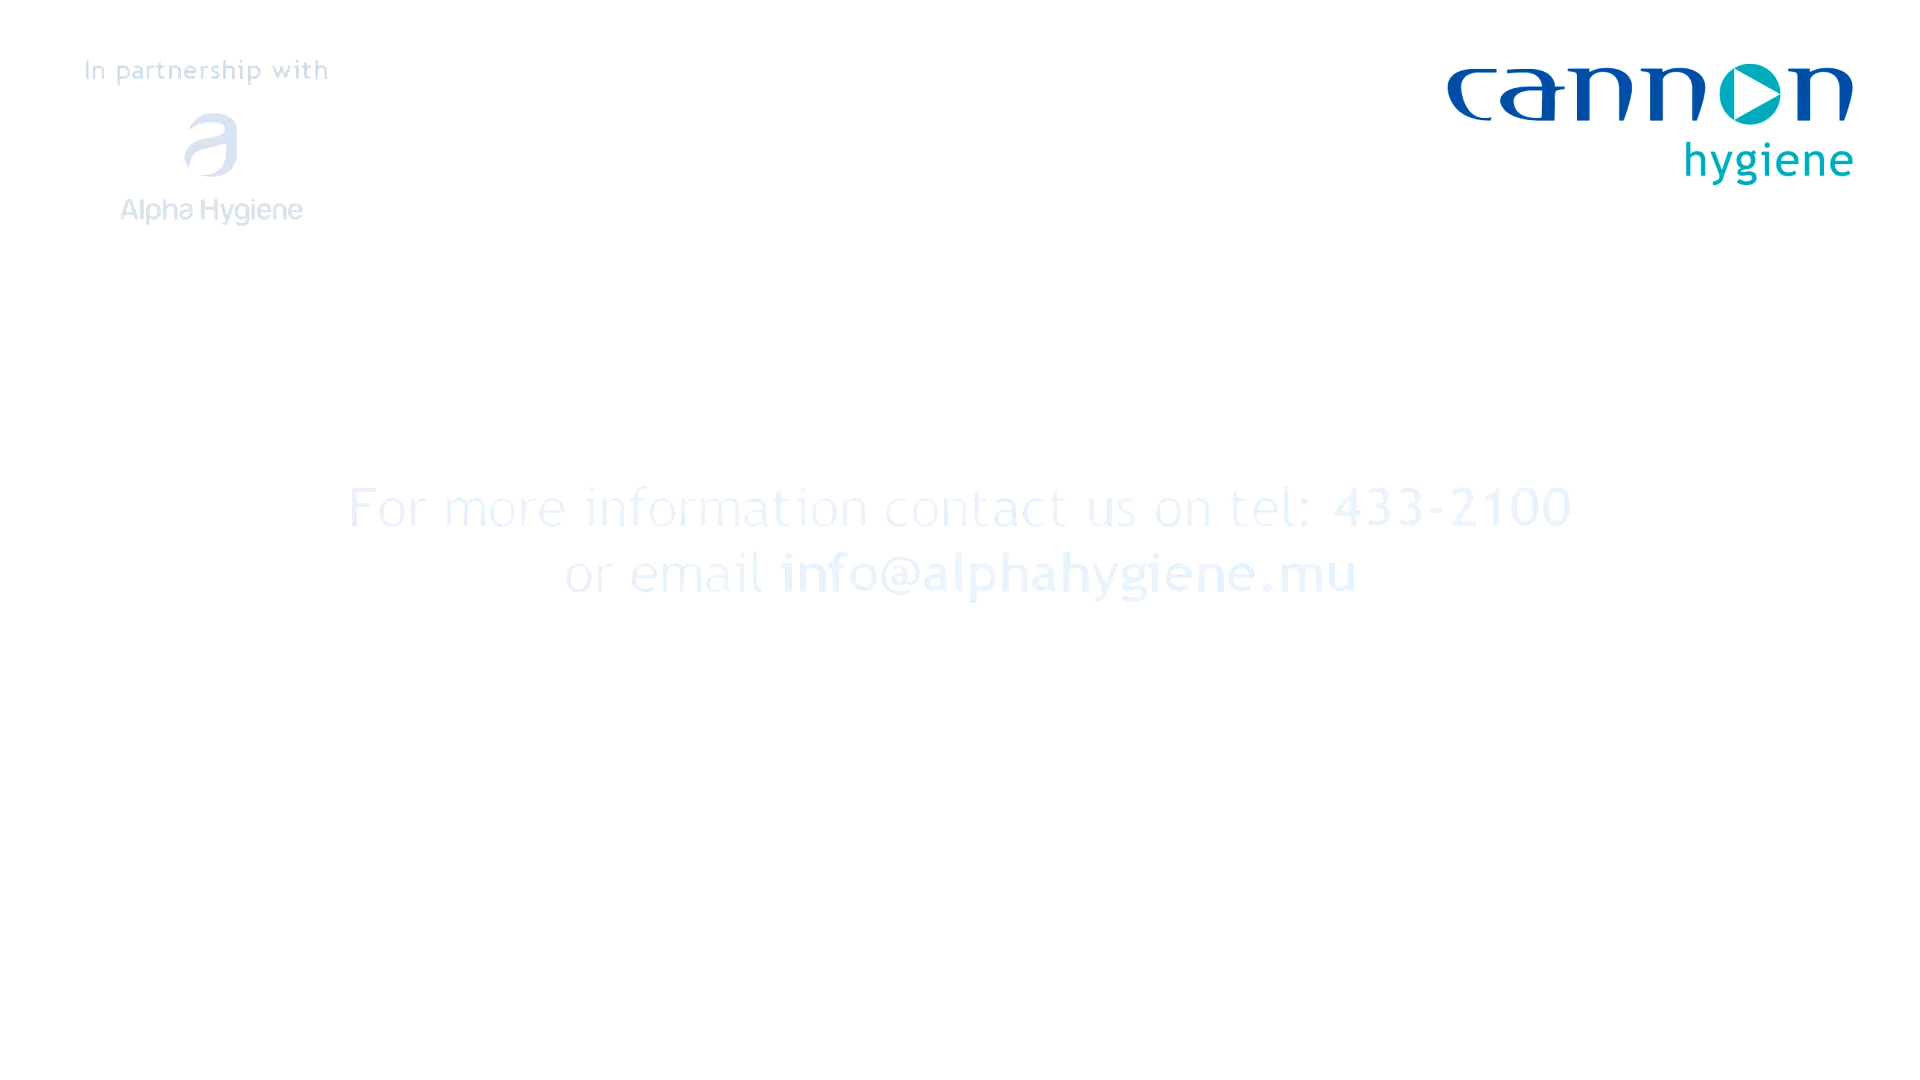 In partnership with
Alpha Hygiene
cannon
hygiene
For more information contact us on tel: 433-2100
or email info@alphahygiene.mu